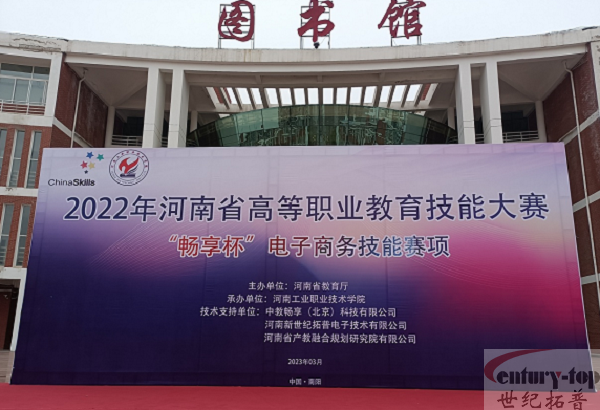 图书馆
ChinaSkills
2022年河南省高等职业教育技能大赛
“畅享杯” 电子商务技能赛项
主办单位：河南省教育厅
承办单位：河南工业职业技术学院
技术支持单位：中教畅享（北京）科技有限公司
河南新世纪拓普电子技术有限公司
河南省产教融合规划研究院有限公司
2023年03月
中国·南阳
Century-top
世纪拓普